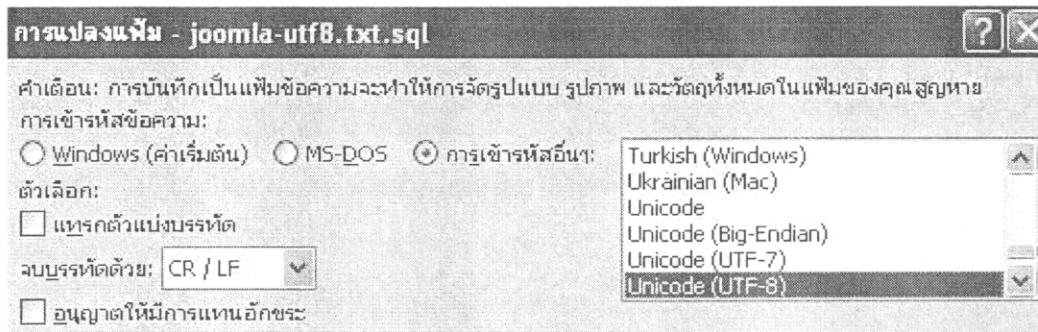 การแปลงแฟ้ม - joomla-utf8.txt.sql
คำเตือน: การบันทึกเป็นแฟ้มข้อความจะทำให้การจัดรูปแบบ รูปภาพ และวัตถุทั้งหมดในแฟ้มของคุณสูญหาย
การเข้ารหัสข้อความ:
Windows (ค่าเริ่มต้น) MS-DOS การเข้ารหัสอื่นๆ:
Turkish (Windows)
Ukrainian (Mac)
Unicode
Unicode (Big-Endian)
Unicode (UTF-7)
Unicode (UTF-8)
ตัวเลือก:
แทรกตัวแบ่งบรรทัด
จบบรรทัดด้วย: CR / LF
อนุญาตให้มีการแทนอักขระ